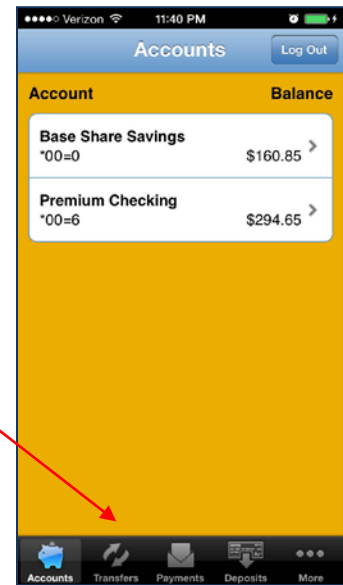 Verizon 11:40 PM
Accounts Log Out
Account Balance
Base Share Savings
*00=0 $160.85
Premium Checking
*00=6 $294.65
Accounts Transfers Payments Deposits More